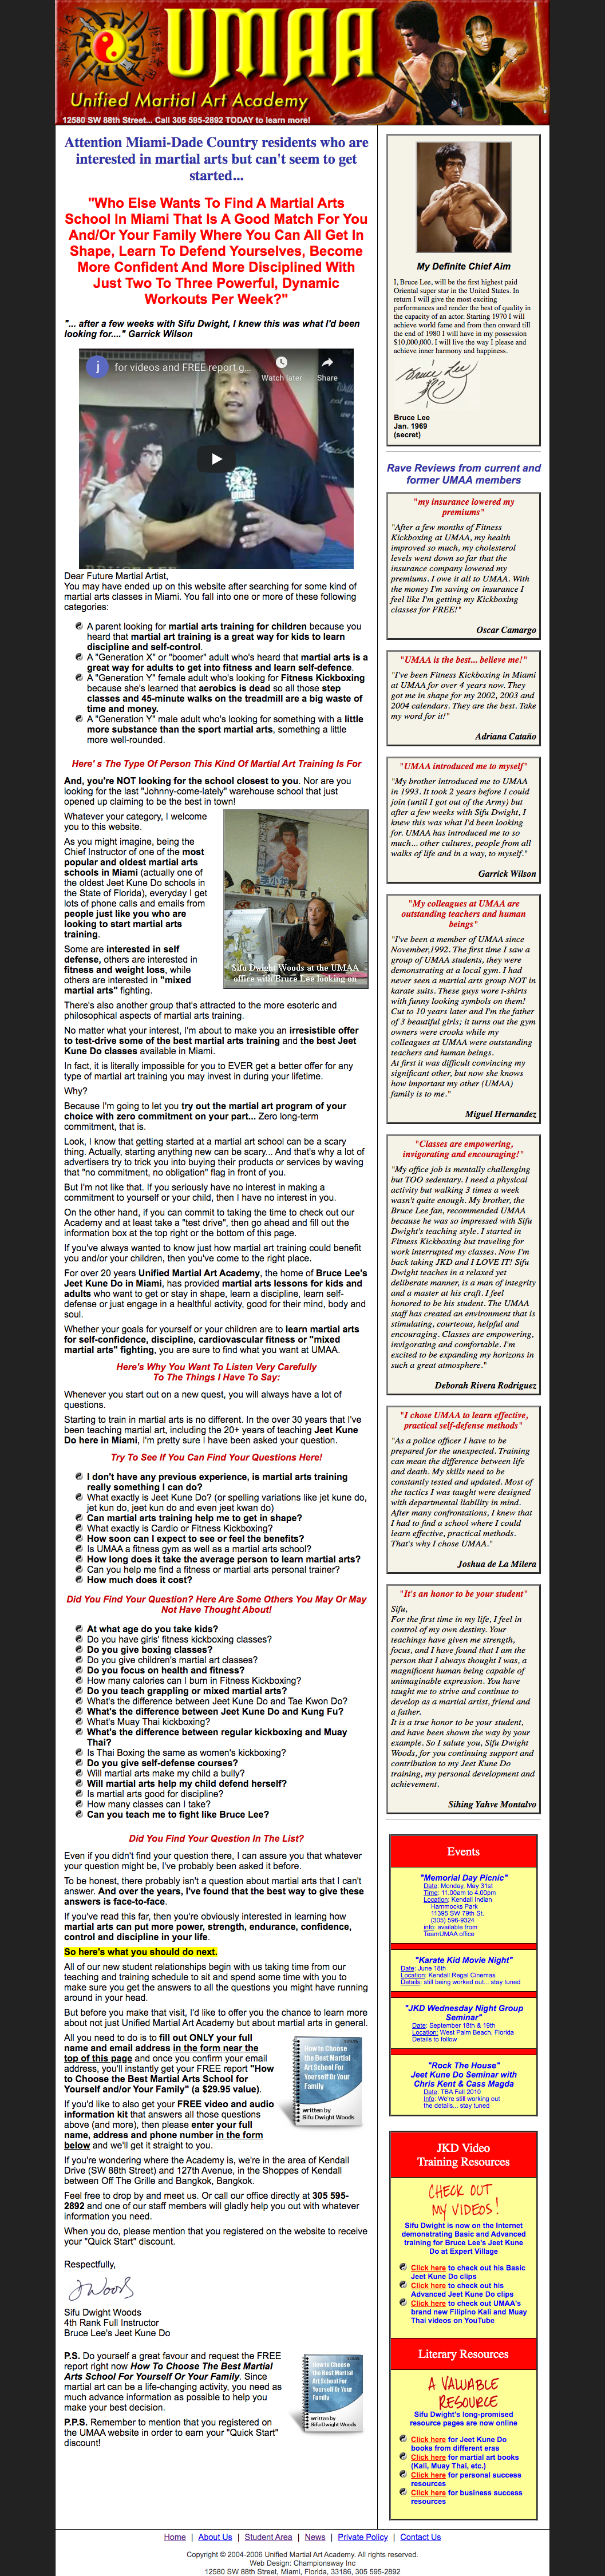 UMAA
Unified Martial Art Academy
12580 SW 88th Street... Call 305 595-2892 TODAY to learn more!
Attention Miami-Dade Country residents who are
interested in martial arts but can't seem to get
started...
"Who Else Wants To Find A Martial Arts
School In Miami That Is A Good Match For You
And/Or Your Family Where You Can All Get In
Shape, Learn To Defend Yourselves, Become
More Confident And More Disciplined With
Just Two To Three Powerful, Dynamic
Workouts Per Week?"
"... after a few weeks with Sifu Dwight, I knew this was what I'd been
looking for...." Garrick Wilson
j
for videos and FREE report g...
Watch later
Share
Dear Future Martial Artist,
You may have ended up on this website after searching for some kind of
martial arts classes in Miami. You fall into one or more of these following
categories:
A parent looking for martial arts training for children because you
heard that martial art training is a great way for kids to learn
discipline and self-control.
A "Generation X" or "boomer" adult who's heard that martial arts is a
great way for adults to get into fitness and learn self-defence.
A "Generation Y" female adult who's looking for Fitness Kickboxing
because she's learned that aerobics is dead so all those step
classes and 45-minute walks on the treadmill are a big waste of
time and money.
A "Generation Y" male adult who's looking for something with a little
more substance than the sport martial arts, something a little
more well-rounded.
Here' s The Type Of Person This Kind Of Martial Art Training Is For
And, you're NOT looking for the school closest to you. Nor are you
looking for the last "Johnny-come-lately" warehouse school that just
opened up claiming to be the best in town!
Whatever your category, I welcome
you to this website.
As you might imagine, being the
Chief Instructor of one of the most
popular and oldest martial arts
schools in Miami (actually one of
the oldest Jeet Kune Do schools in
the State of Florida), everyday I get
lots of phone calls and emails from
people just like you who are
looking to start martial arts
training.
Sifu Dwight Woods at the UMAA
office with Bruce Lee looking on
Some are interested in self
defense, others are interested in
fitness and weight loss, while
others are interested in "mixed
martial arts" fighting.
There's also another group that's attracted to the more esoteric and
philosophical aspects of martial arts training.
No matter what your interest, I'm about to make you an irresistible offer
to test-drive some of the best martial arts training and the best Jeet
Kune Do classes available in Miami.
In fact, it is literally impossible for you to EVER get a better offer for any
type of martial art training you may invest in during your lifetime.
Why?
Because I'm going to let you try out the martial art program of your
choice with zero commitment on your part... Zero long-term
commitment, that is.
Look, I know that getting started at a martial art school can be a scary
thing. Actually, starting anything new can be scary... And that's why a lot of
advertisers try to trick you into buying their products or services by waving
that "no commitment, no obligation" flag in front of you.
But I'm not like that. If you seriously have no interest in making a
commitment to yourself or your child, then I have no interest in you.
On the other hand, if you can commit to taking the time to check out our
Academy and at least take a "test drive", then go ahead and fill out the
information box at the top right or the bottom of this page.
If you've always wanted to know just how martial art training could benefit
you and/or your children, then you've come to the right place.
For over 20 years Unified Martial Art Academy, the home of Bruce Lee's
Jeet Kune Do in Miami, has provided martial arts lessons for kids and
adults who want to get or stay in shape, learn a discipline, learn self-
defense or just engage in a healthful activity, good for their mind, body and
soul.
Whether your goals for yourself or your children are to learn martial arts
for self-confidence, discipline, cardiovascular fitness or "mixed
martial arts" fighting, you are sure to find what you want at UMAA.
Here's Why You Want To Listen Very Carefully
To The Things I Have To Say:
Whenever you start out on a new quest, you will always have a lot of
questions.
Starting to train in martial arts is no different. In the over 30 years that I've
been teaching martial art, including the 20+ years of teaching Jeet Kune
Do here in Miami, I'm pretty sure I have been asked your question.
Try To See If You Can Find Your Questions Here!
I don't have any previous experience, is martial arts training
really something I can do?
What exactly is Jeet Kune Do? (or spelling variations like jet kune do,
jet kun do, jeet kun do and even jeet kwan do)
Can martial arts training help me to get in shape?
What exactly is Cardio or Fitness Kickboxing?
How soon can I expect to see or feel the benefits?
Is UMAA a fitness gym as well as a martial arts school?
How long does it take the average person to learn martial arts?
Can you help me find a fitness or martial arts personal trainer?
How much does it cost?
Did You Find Your Question? Here Are Some Others You May Or May
Not Have Thought About!
At what age do you take kids?
Do you have girls' fitness kickboxing classes?
Do you give boxing classes?
Do you give children's martial art classes?
Do you focus on health and fitness?
How many calories can I burn in Fitness Kickboxing?
Do you teach grappling or mixed martial arts?
What's the difference between Jeet Kune Do and Tae Kwon Do?
What's the difference between Jeet Kune Do and Kung Fu?
What's Muay Thai kickboxing?
What's the difference between regular kickboxing and Muay
Thai?
Is Thai Boxing the same as women's kickboxing?
Do you give self-defense courses?
Will martial arts make my child a bully?
Will martial arts help my child defend herself?
Is martial arts good for discipline?
How many classes can I take?
Can you teach me to fight like Bruce Lee?
Did You Find Your Question In The List?
Even if you didn't find your question there, I can assure you that whatever
your question might be, I've probably been asked it before.
To be honest, there probably isn't a question about martial arts that I can't
answer. And over the years, I've found that the best way to give these
answers is face-to-face.
If you've read this far, then you're obviously interested in learning how
martial arts can put more power, strength, endurance, confidence,
control and discipline in your life.
So here's what you should do next.
All of our new student relationships begin with us taking time from our
teaching and training schedule to sit and spend some time with you to
make sure you get the answers to all the questions you might have running
around in your head.
But before you make that visit, I'd like to offer you the chance to learn more
about not just Unified Martial Art Academy but about martial arts in general.
All you need to do is to fill out ONLY your full
name and email address in the form near the
top of this page and once you confirm your email
address, you'll instantly get your FREE report "How
to Choose the Best Martial Arts School for
Yourself and/or Your Family" (a $29.95 value).
How to Choose
the Best Martial
Arts School For
Yourself Or Your
Family
written by
Sifu Dwight Woods
If you'd like to also get your FREE video and audio
information kit that answers all those questions
above (and more), then please enter your full
name, address and phone number in the form
below and we'll get it straight to you.
If you're wondering where the Academy is, we're in the area of Kendall
Drive (SW 88th Street) and 127th Avenue, in the Shoppes of Kendall
between Off The Grille and Bangkok, Bangkok.
Feel free to drop by and meet us. Or call our office directly at 305 595-
2892 and one of our staff members will gladly help you out with whatever
information you need.
When you do, please mention that you registered on the website to receive
your "Quick Start" discount.
Respectfully,
Sifu Dwight Woods
4th Rank Full Instructor
Bruce Lee's Jeet Kune Do
P.S. Do yourself a great favour and request the FREE
report right now How To Choose The Best Martial
Arts School For Yourself Or Your Family. Since
martial art can be a life-changing activity, you need as
much advance information as possible to help you
make your best decision.
How to Choose
the Best Martial
Arts School For
Yourself Or Your
Family
written by
Sifu Dwight Woods
P.P.S. Remember to mention that you registered on
the UMAA website in order to earn your "Quick Start"
discount!
My Definite Chief Aim
I, Bruce Lee, will be the first highest paid
Oriental super star in the United States. In
return I will give the most exciting
performances and render the best of quality in
the capacity of an actor. Starting 1970 I will
achieve world fame and from then onward till
the end of 1980 I will have in my possession
$10,000,000. I will live the way I please and
achieve inner harmony and happiness.
Bruce Lee
Bruce Lee
Jan. 1969
(secret)
Rave Reviews from current and
former UMAA members
"my insurance lowered my
premiums"
"After a few months of Fitness
Kickboxing at UMAA, my health
improved so much, my cholesterol
levels went down so far that the
insurance company lowered my
premiums. I owe it all to UMAA. With
the money I'm saving on insurance I
feel like I'm getting my Kickboxing
classes for FREE!"
Oscar Camargo
"UMAA is the best... believe me!"
"I've been Fitness Kickboxing in Miami
at UMAA for over 4 years now. They
got me in shape for my 2002, 2003 and
2004 calendars. They are the best. Take
my word for it!"
Adriana Cataño
"UMAA introduced me to myself"
"My brother introduced me to UMAA
in 1993. It took 2 years before I could
join (until I got out of the Army) but
after a few weeks with Sifu Dwight, I
knew this was what I'd been looking
for. UMAA has introduced me to so
much... other cultures, people from all
walks of life and in a way, to myself."
Garrick Wilson
"My colleagues at UMAA are
outstanding teachers and human
beings"
"I've been a member of UMAA since
November,1992. The first time I saw a
group of UMAA students, they were
demonstrating at a local gym. I had
never seen a martial arts group NOT in
karate suits. These guys wore t-shirts
with funny looking symbols on them!
Cut to 10 years later and I'm the father
of 3 beautiful girls; it turns out the gym
owners were crooks while my
colleagues at UMAA were outstanding
teachers and human beings.
At first it was difficult convincing my
significant other, but now she knows
how important my other (UMAA)
family is to me."
Miguel Hernandez
"Classes are empowering,
invigorating and encouraging!"
"My office job is mentally challenging
but TOO sedentary. I need a physical
activity but walking 3 times a week
wasn't quite enough. My brother, the
Bruce Lee fan, recommended UMAA
because he was so impressed with Sifu
Dwight's teaching style. I started in
Fitness Kickboxing but traveling for
work interrupted my classes. Now I'm
back taking JKD and I LOVE IT! Sifu
Dwight teaches in a relaxed yet
deliberate manner, is a man of integrity
and a master at his craft. I feel
honored to be his student. The UMAA
staff has created an environment that is
stimulating, courteous, helpful and
encouraging. Classes are empowering,
invigorating and comfortable. I'm
excited to be expanding my horizons in
such a great atmosphere."
Deborah Rivera Rodriguez
"I chose UMAA to learn effective,
practical self-defense methods"
"As a police officer I have to be
prepared for the unexpected. Training
can mean the difference between life
and death. My skills need to be
constantly tested and updated. Most of
the tactics I was taught were designed
with departmental liability in mind.
After many confrontations, I knew that
I had to find a school where I could
learn effective, practical methods.
That's why I chose UMAA."
Joshua de La Milera
"It's an honor to be your student"
Sifu,
For the first time in my life, I feel in
control of my own destiny. Your
teachings have given me strength,
focus, and I have found that I am the
person that I always thought I was, a
magnificent human being capable of
unimaginable expression. You have
taught me to strive and continue to
develop as a martial artist, friend and
a father.
It is a true honor to be your student,
and have been shown the way by your
example. So I salute you, Sifu Dwight
Woods, for you continuing support and
contribution to my Jeet Kune Do
training, my personal development and
achievement.
Sihing Yahve Montalvo
Events
"Memorial Day Picnic"
Date: Monday, May 31st
Time: 11:00am to 4.00pm
Location: Kendall Indian
Hammocks Park
11395 SW 79th St.
(305) 596-9324
info: available from
TeamUMAA office
"Karate Kid Movie Night"
Date: June 18th
Location: Kendall Regal Cinemas
Details: still being worked out... stay tuned
"JKD Wednesday Night Group
Seminar"
Date: September 18th & 19th
Location: West Palm Beach, Florida
Details to follow
"Rock The House"
Jeet Kune Do Seminar with
Chris Kent & Cass Magda
Date: TBA Fall 2010
Info: We're still working out
the details... stay tuned
JKD Video
Training Resources
CHECK OUT
MY VIDEOS!
Sifu Dwight is now on the Internet
demonstrating Basic and Advanced
training for Bruce Lee's Jeet Kune
Do at Expert Village
Click here to check out his Basic
Jeet Kune Do clips
Click here to check out his
Advanced Jeet Kune Do clips
Click here to check out UMAA's
brand new Filipino Kali and Muay
Thai videos on YouTube
Literary Resources
A VALUABLE
RESOURCE
Sifu Dwight's long-promised
resource pages are now online
Click here for Jeet Kune Do
books from different eras
Click here for martial art books
(Kali, Muay Thai, etc.)
Click here for personal success
resources
Click here for business success
resources
Home | About Us | Student Area | News | Private Policy | Contact Us
Copyright © 2004-2006 Unified Martial Art Academy. All rights reserved.
Web Design: Championsway Inc
12580 SW 88th Street, Miami, Florida, 33186, 305 595-2892